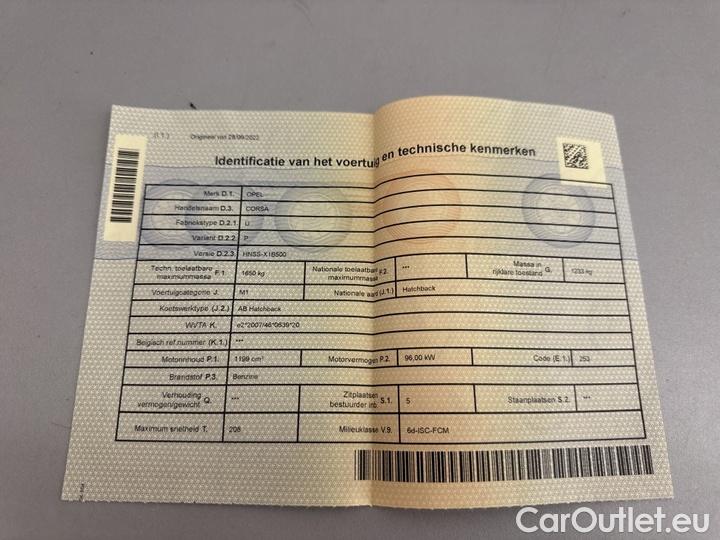 (I.1.) Origineel van 28/09/2022
Identificatie van het voertuig en technische kenmerken
Merk D.1. OPEL
Handelsnaam D.3. CORSA
Fabriekstype D.2.1. U
Variant D.2.2 P
Versie D.2.3 HNSS-X1B500
Techn. toelaatbare maximummassa F.1. 1650 kg Nationale toelaatbare maximummassa F.2. *** Massa in rijklare toestand G. 1233 kg
Voertuigcategorie J. M1 Nationale aard (J.1.) Hatchback
Koetswerktype (J.2.) AB Hatchback
WVTA K. e2*2007/46*0639*20
Belgisch ref.nummer (K.1.) ***
Motorinhoud P.1. 1199 cm³ Motorvermogen P.2. 96,00 kW Code (E.1.) 253
Brandstof P.3. Benzine
Verhouding vermogen/gewicht Q. *** Zitplaatsen bestuurder inb. S.1. 5 Staanplaatsen S.2. ***
Maximum snelheid T. 208 Milieuklasse V.9. 6d-ISC-FCM
CarOutlet.eu